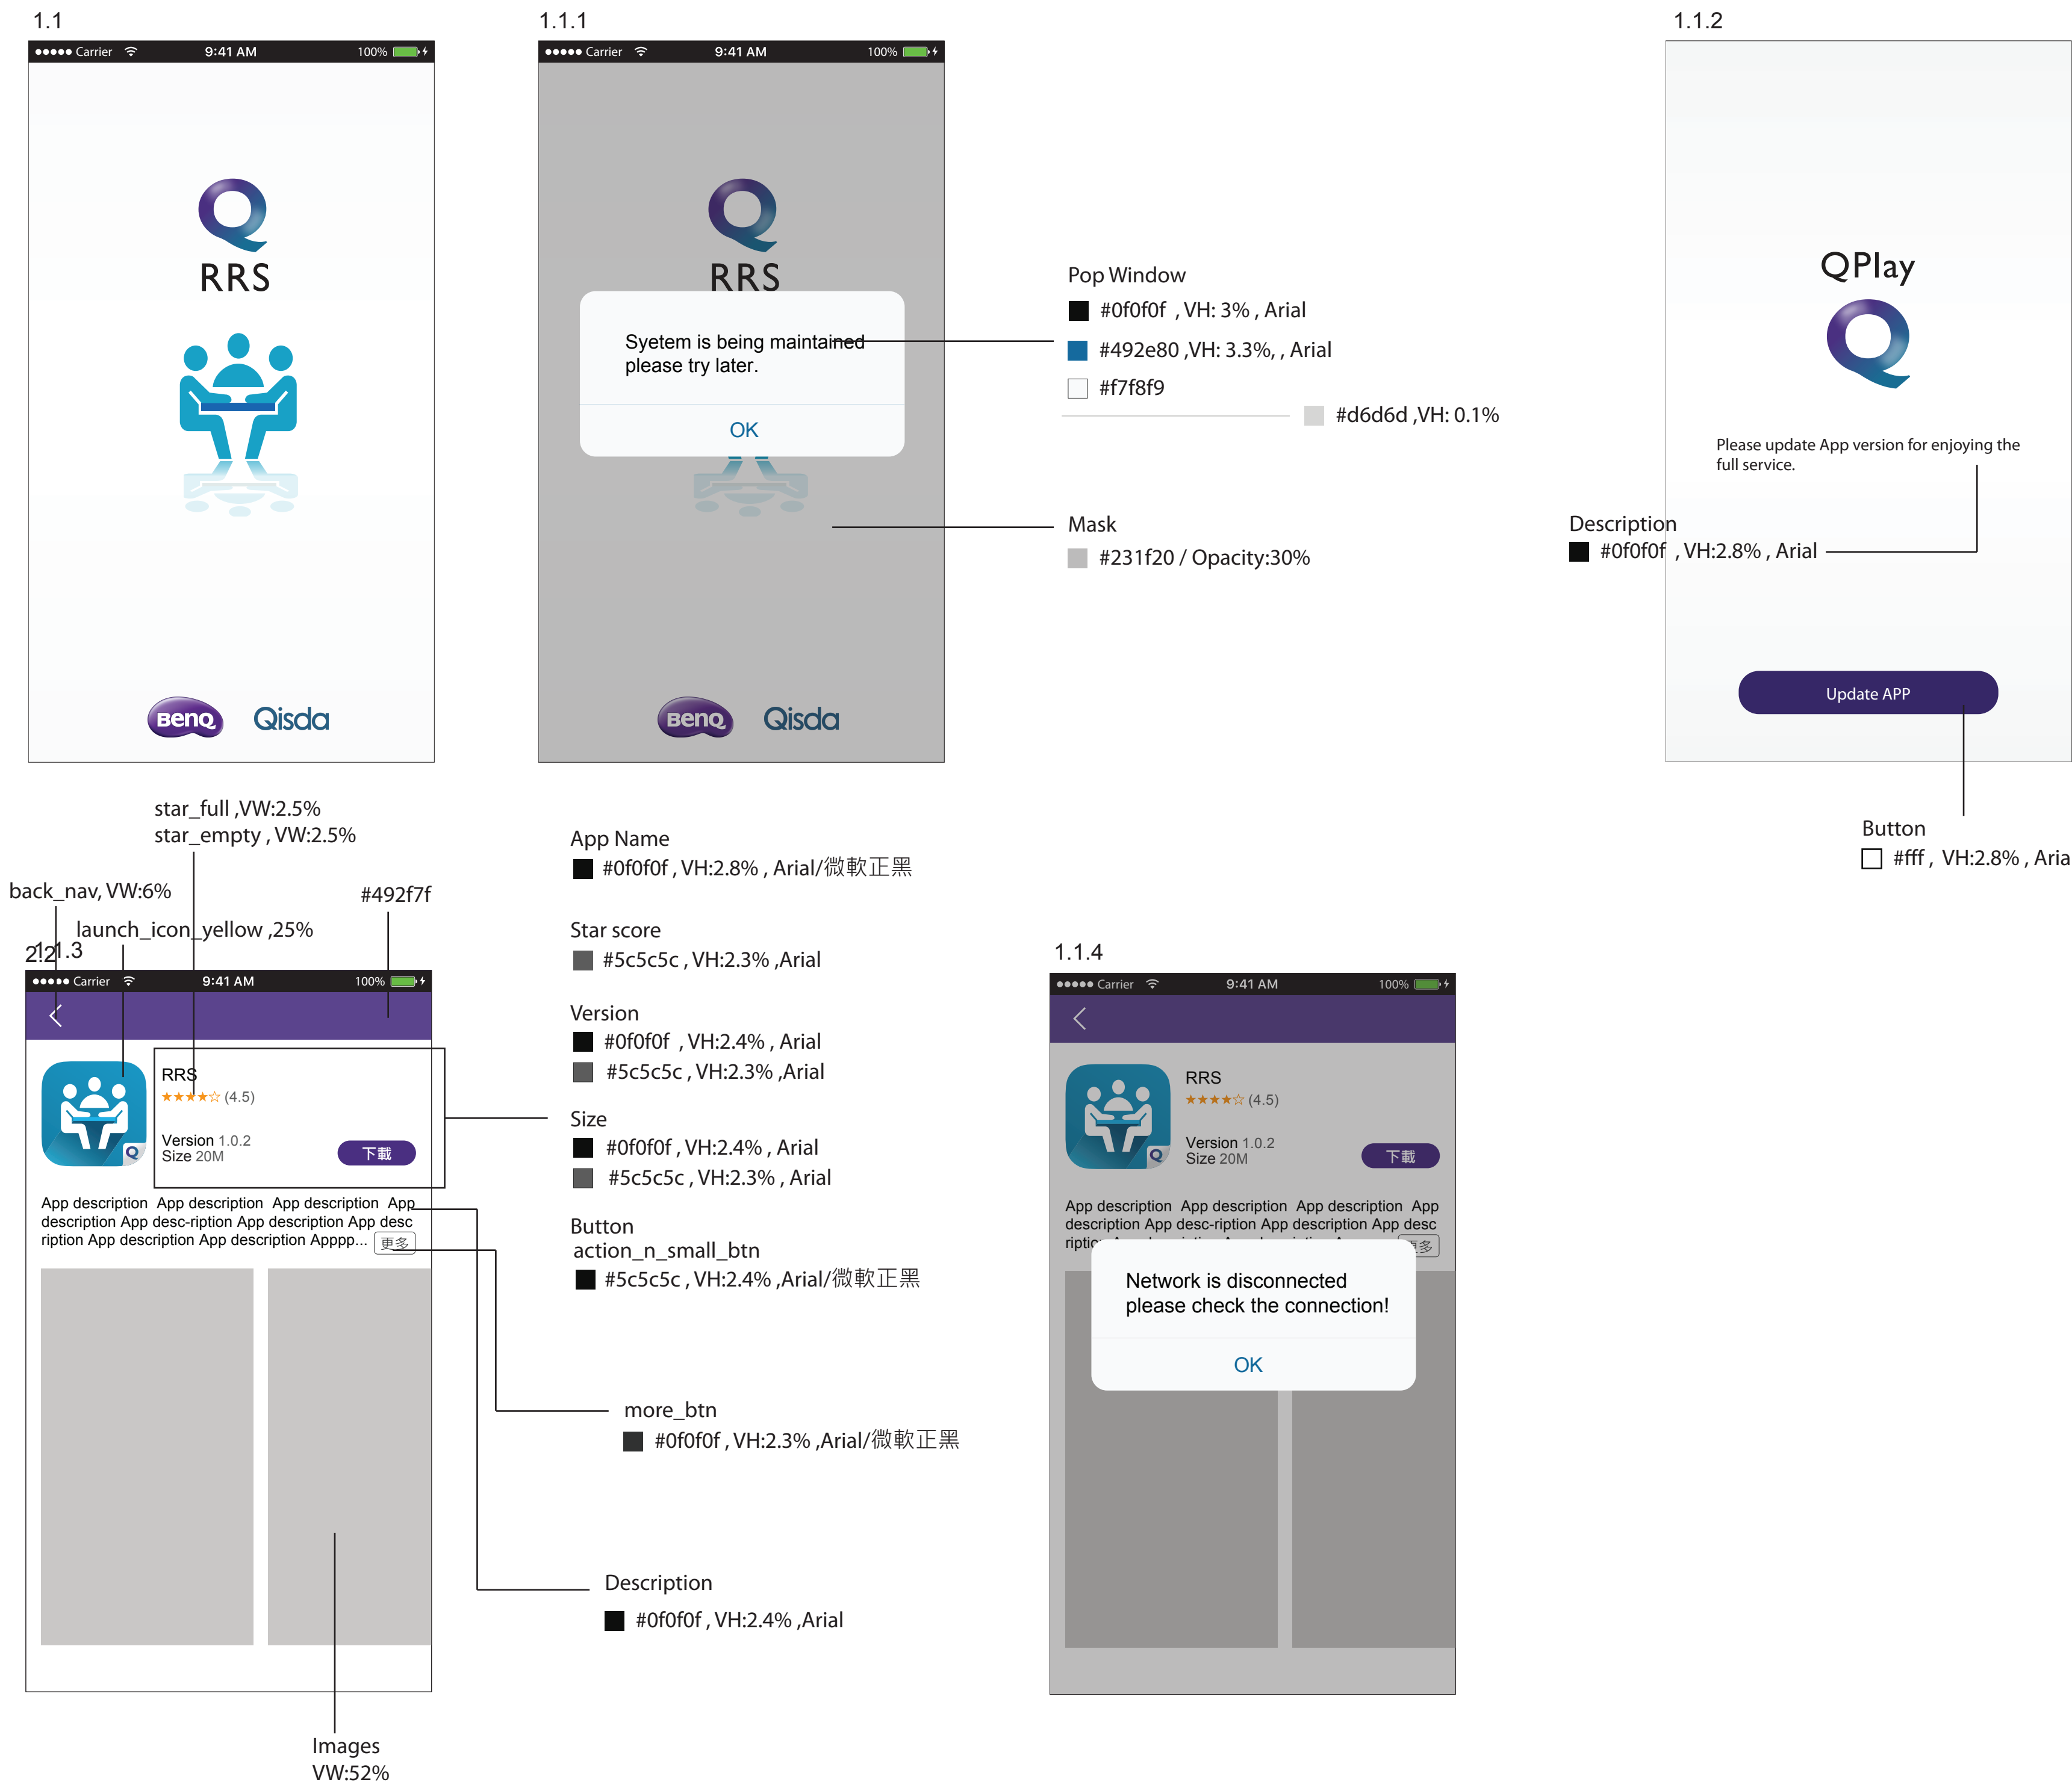 1.1
●●●●● Carrier 9:41 AM 100%
Q
RRS
BenQ Qisda
1.1.1
●●●●● Carrier 9:41 AM 100%
Q
RRS
Syetem is being maintained
please try later.
OK
BenQ Qisda
Pop Window
#0f0f0f , VH: 3% , Arial
#492e80 ,VH: 3.3%, , Arial
#f7f8f9
#d6d6d ,VH: 0.1%
Mask
#231f20 / Opacity:30%
1.1.2
QPlay
Q
Please update App version for enjoying the
full service.
Description
#0f0f0f , VH:2.8% , Arial
Update APP
Button
#fff , VH:2.8% , Aria
star_full ,VW:2.5%
star_empty , VW:2.5%
back_nav, VW:6%
#492f7f
launch_icon_yellow ,25%
2.2
1.1.3
●●●●● Carrier 9:41 AM 100%
RRS
★★★★☆ (4.5)
Version 1.0.2
Size 20M
下載
Q
App description App description App description App
description App desc-ription App description App desc
ription App description App description Apppp... 更多
Images
VW:52%
App Name
#0f0f0f , VH:2.8% , Arial/微軟正黑
Star score
#5c5c5c , VH:2.3% ,Arial
Version
#0f0f0f , VH:2.4% , Arial
#5c5c5c , VH:2.3% ,Arial
Size
#0f0f0f , VH:2.4% , Arial
#5c5c5c , VH:2.3% , Arial
Button
action_n_small_btn
#5c5c5c , VH:2.4% ,Arial/微軟正黑
more_btn
#0f0f0f , VH:2.3% ,Arial/微軟正黑
Description
#0f0f0f , VH:2.4% ,Arial
1.1.4
●●●●● Carrier 9:41 AM 100%
RRS
★★★★☆ (4.5)
Version 1.0.2
Size 20M
下載
Q
App description App description App description App
description App desc-ription App description App desc
更多
Network is disconnected
please check the connection!
OK